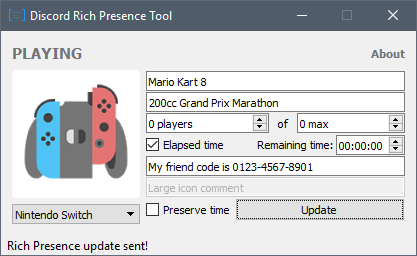 Discord Rich Presence Tool
PLAYING
About
Mario Kart 8
200cc Grand Prix Marathon
0 players of 0 max
Elapsed time Remaining time: 00:00:00
My friend code is 0123-4567-8901
Large icon comment
Nintendo Switch
Preserve time Update
Rich Presence update sent!